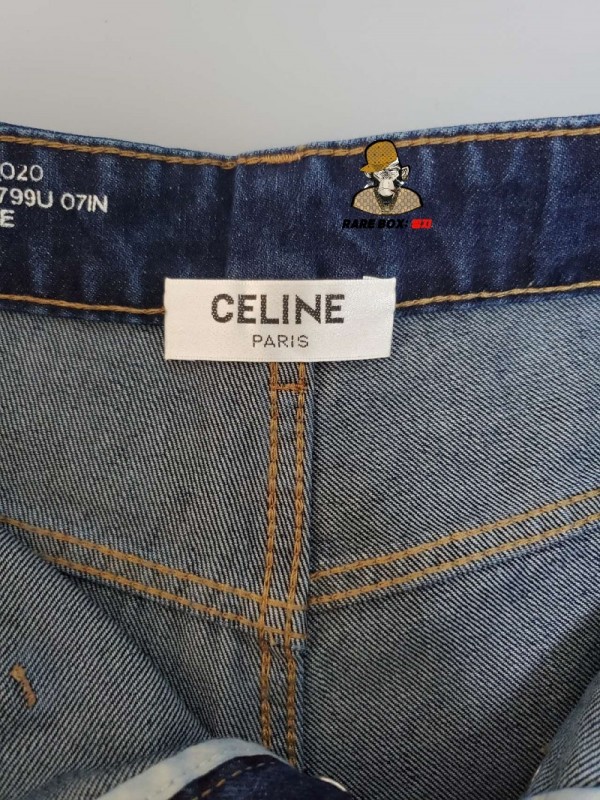 020
799U 07IN
E
RARE BOX:
CELINE
PARIS